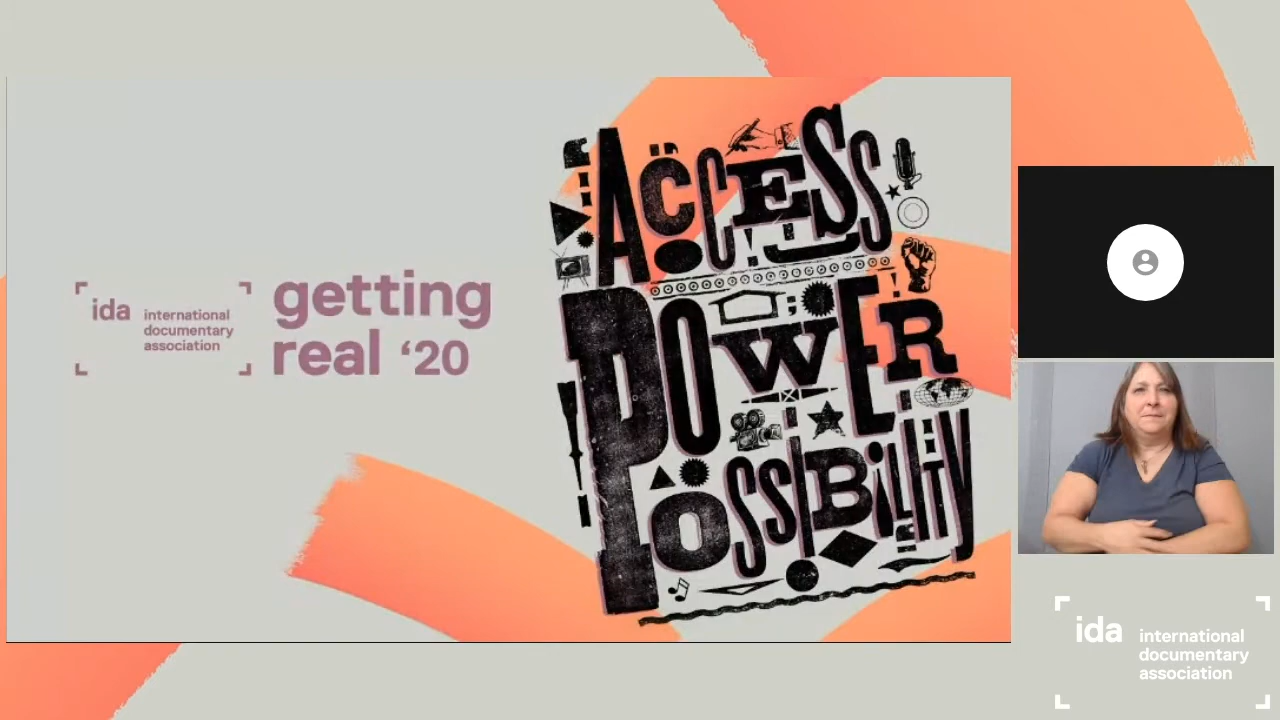 ida international
documentary
association
getting
real ‘20
ACCESS
POWER
POSSIBILITY
ida international
documentary
association